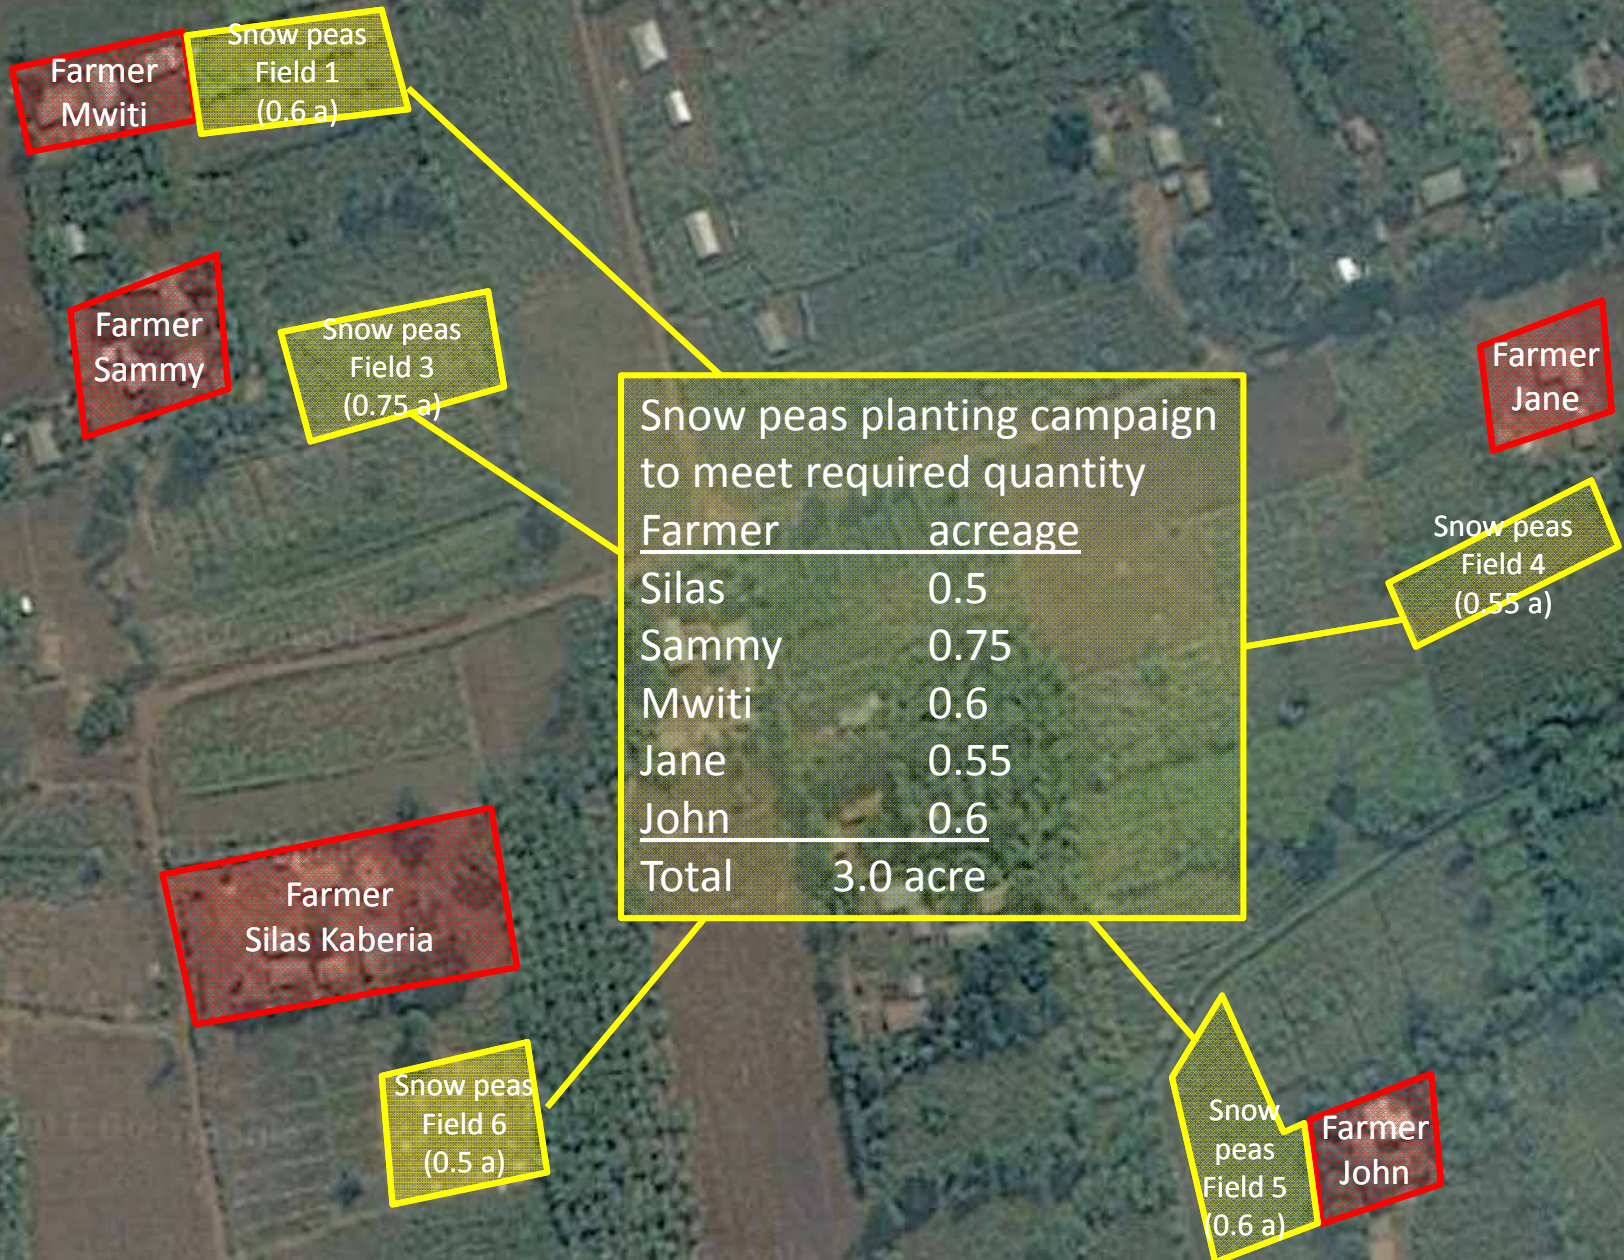 Farmer
Mwiti
Snow peas
Field 1
(0.6 a)
Farmer
Sammy
Snow peas
Field 3
(0.75 a)
Snow peas planting campaign
to meet required quantity
Farmer acreage
Silas 0.5
Sammy 0.75
Mwiti 0.6
Jane 0.55
John 0.6
Total 3.0 acre
Farmer
Jane
Snow peas
Field 4
(0.55 a)
Farmer
Silas Kaberia
Snow peas
Field 6
(0.5 a)
Snow
peas
Field 5
(0.6 a)
Farmer
John